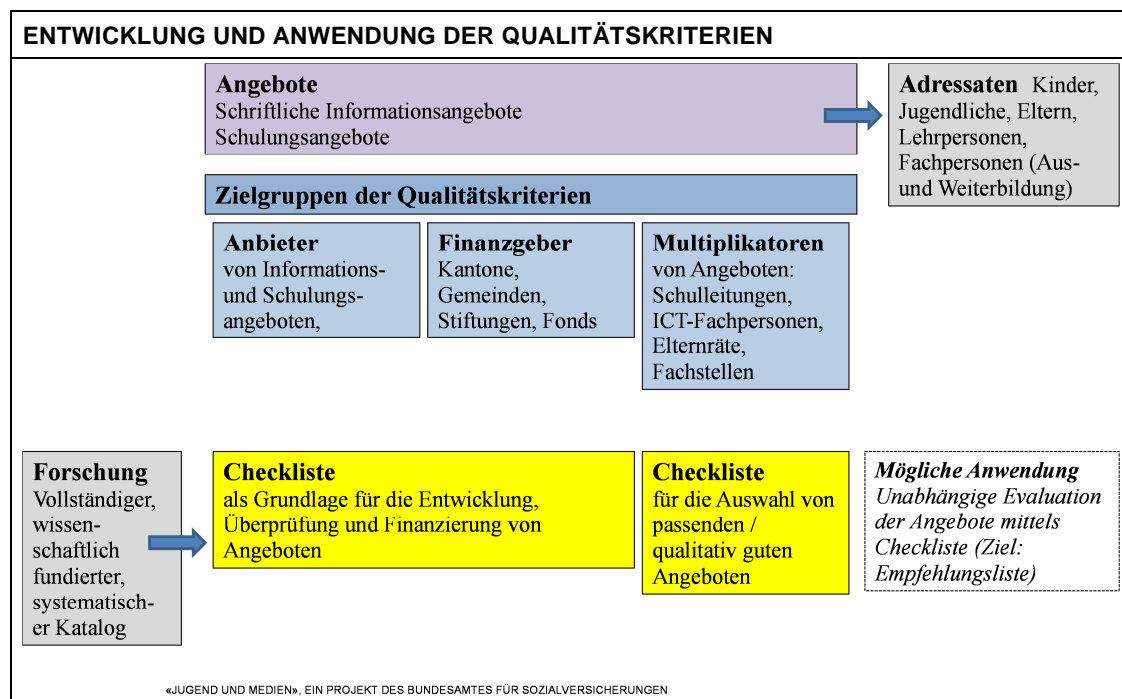 ENTWICKLUNG UND ANWENDUNG DER QUALITÄTSKRITERIEN
Angebote
Schriftliche Informationsangebote
Schulungsangebote
Adressaten Kinder,
Jugendliche, Eltern,
Lehrpersonen,
Fachpersonen (Aus-
und Weiterbildung)
Zielgruppen der Qualitätskriterien
Anbieter
von Informations-
und Schulungs-
angeboten,
Finanzgeber
Kantone,
Gemeinden,
Stiftungen, Fonds
Multiplikatoren
von Angeboten:
Schulleitungen,
ICT-Fachpersonen,
Elternräte,
Fachstellen
Forschung
Vollständiger,
wissen-
schaftlich
fundierter,
systematisch-
er Katalog
Checkliste
als Grundlage für die Entwicklung,
Überprüfung und Finanzierung von
Angeboten
Checkliste
für die Auswahl von
passenden /
qualitativ guten
Angeboten
Mögliche Anwendung
Unabhängige Evaluation
der Angebote mittels
Checkliste (Ziel:
Empfehlungsliste)
«JUGEND UND MEDIEN», EIN PROJEKT DES BUNDESAMTES FÜR SOZIALVERSICHERUNGEN